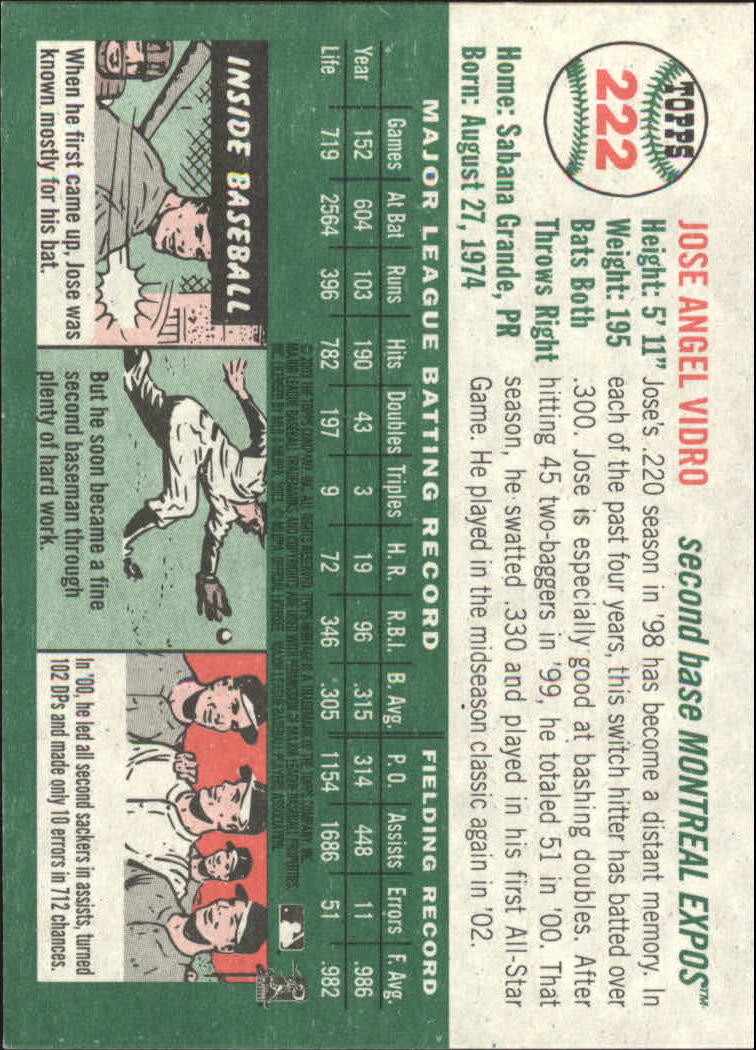 TOPPS
222
JOSE ANGEL VIDRO
second base MONTREAL EXPOS™
Height: 5' 11"
Weight: 195
Bats Both
Throws Right
Home: Sabana Grande, PR
Born: August 27, 1974
Jose's .220 season in '98 has become a distant memory. In
each of the past four years, this switch hitter has batted over
.300. Jose is especially good at bashing doubles. After
hitting 45 two-baggers in '99, he totaled 51 in '00. That
season, he swatted .330 and played in his first All-Star
Game. He played in the midseason classic again in '02.
MAJOR LEAGUE BATTING RECORD
FIELDING RECORD
Year Games At Bat Runs Hits Doubles Triples H. R. R.B.I. B. Avg. P. O. Assists Errors F. Avg
152 604 103 190 43 3 19 96 .315 314 448 11 .986
Life 719 2564 396 782 197 9 72 346 .305 1154 1686 51 .982
INSIDE BASEBALL
When he first came up, Jose was
known mostly for his bat.
But he soon became a fine
second baseman through
plenty of hard work.
In '00, he led all second sackers in assists, turned
102 DPs and made only 10 errors in 712 chances.